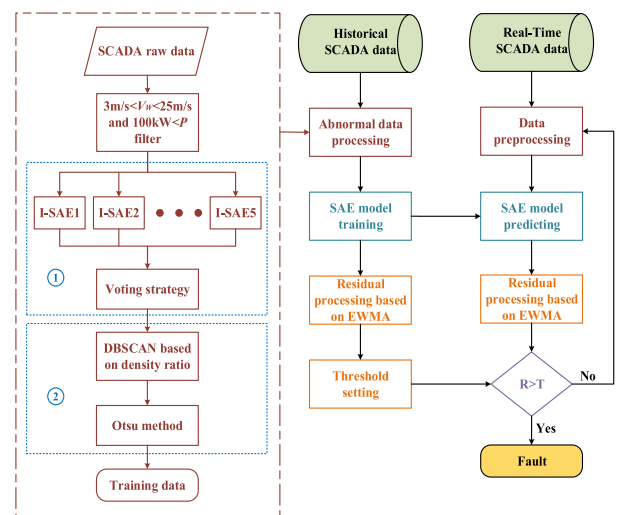 SCADA raw data
3m/s<Vw<25m/s
and 100kW<P
filter
I-SAE1
I-SAE2
I-SAE5
1
Voting strategy
DBSCAN based
on density ratio
2
Otsu method
Training data
Historical
SCADA data
Abnormal data
processing
SAE model
training
Residual
processing based
on EWMA
Threshold
setting
Real-Time
SCADA data
Data
preprocessing
SAE model
predicting
Residual
processing based
on EWMA
R>T
No
Yes
Fault